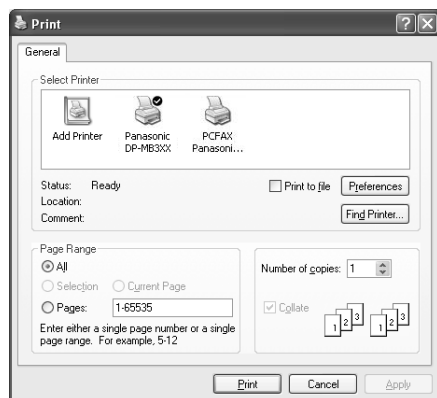 Print
General
Select Printer
Add Printer
Panasonic DP-MB3XX
PCFAX Panasoni...
Status: Ready
Location:
Comment:
Print to file
Preferences
Find Printer...
Page Range
All
Selection
Current Page
Pages: 1-65535
Enter either a single page number or a single
page range. For example, 5-12
Number of copies: 1
Collate
1 2 3 1 2 3
Print
Cancel
Apply